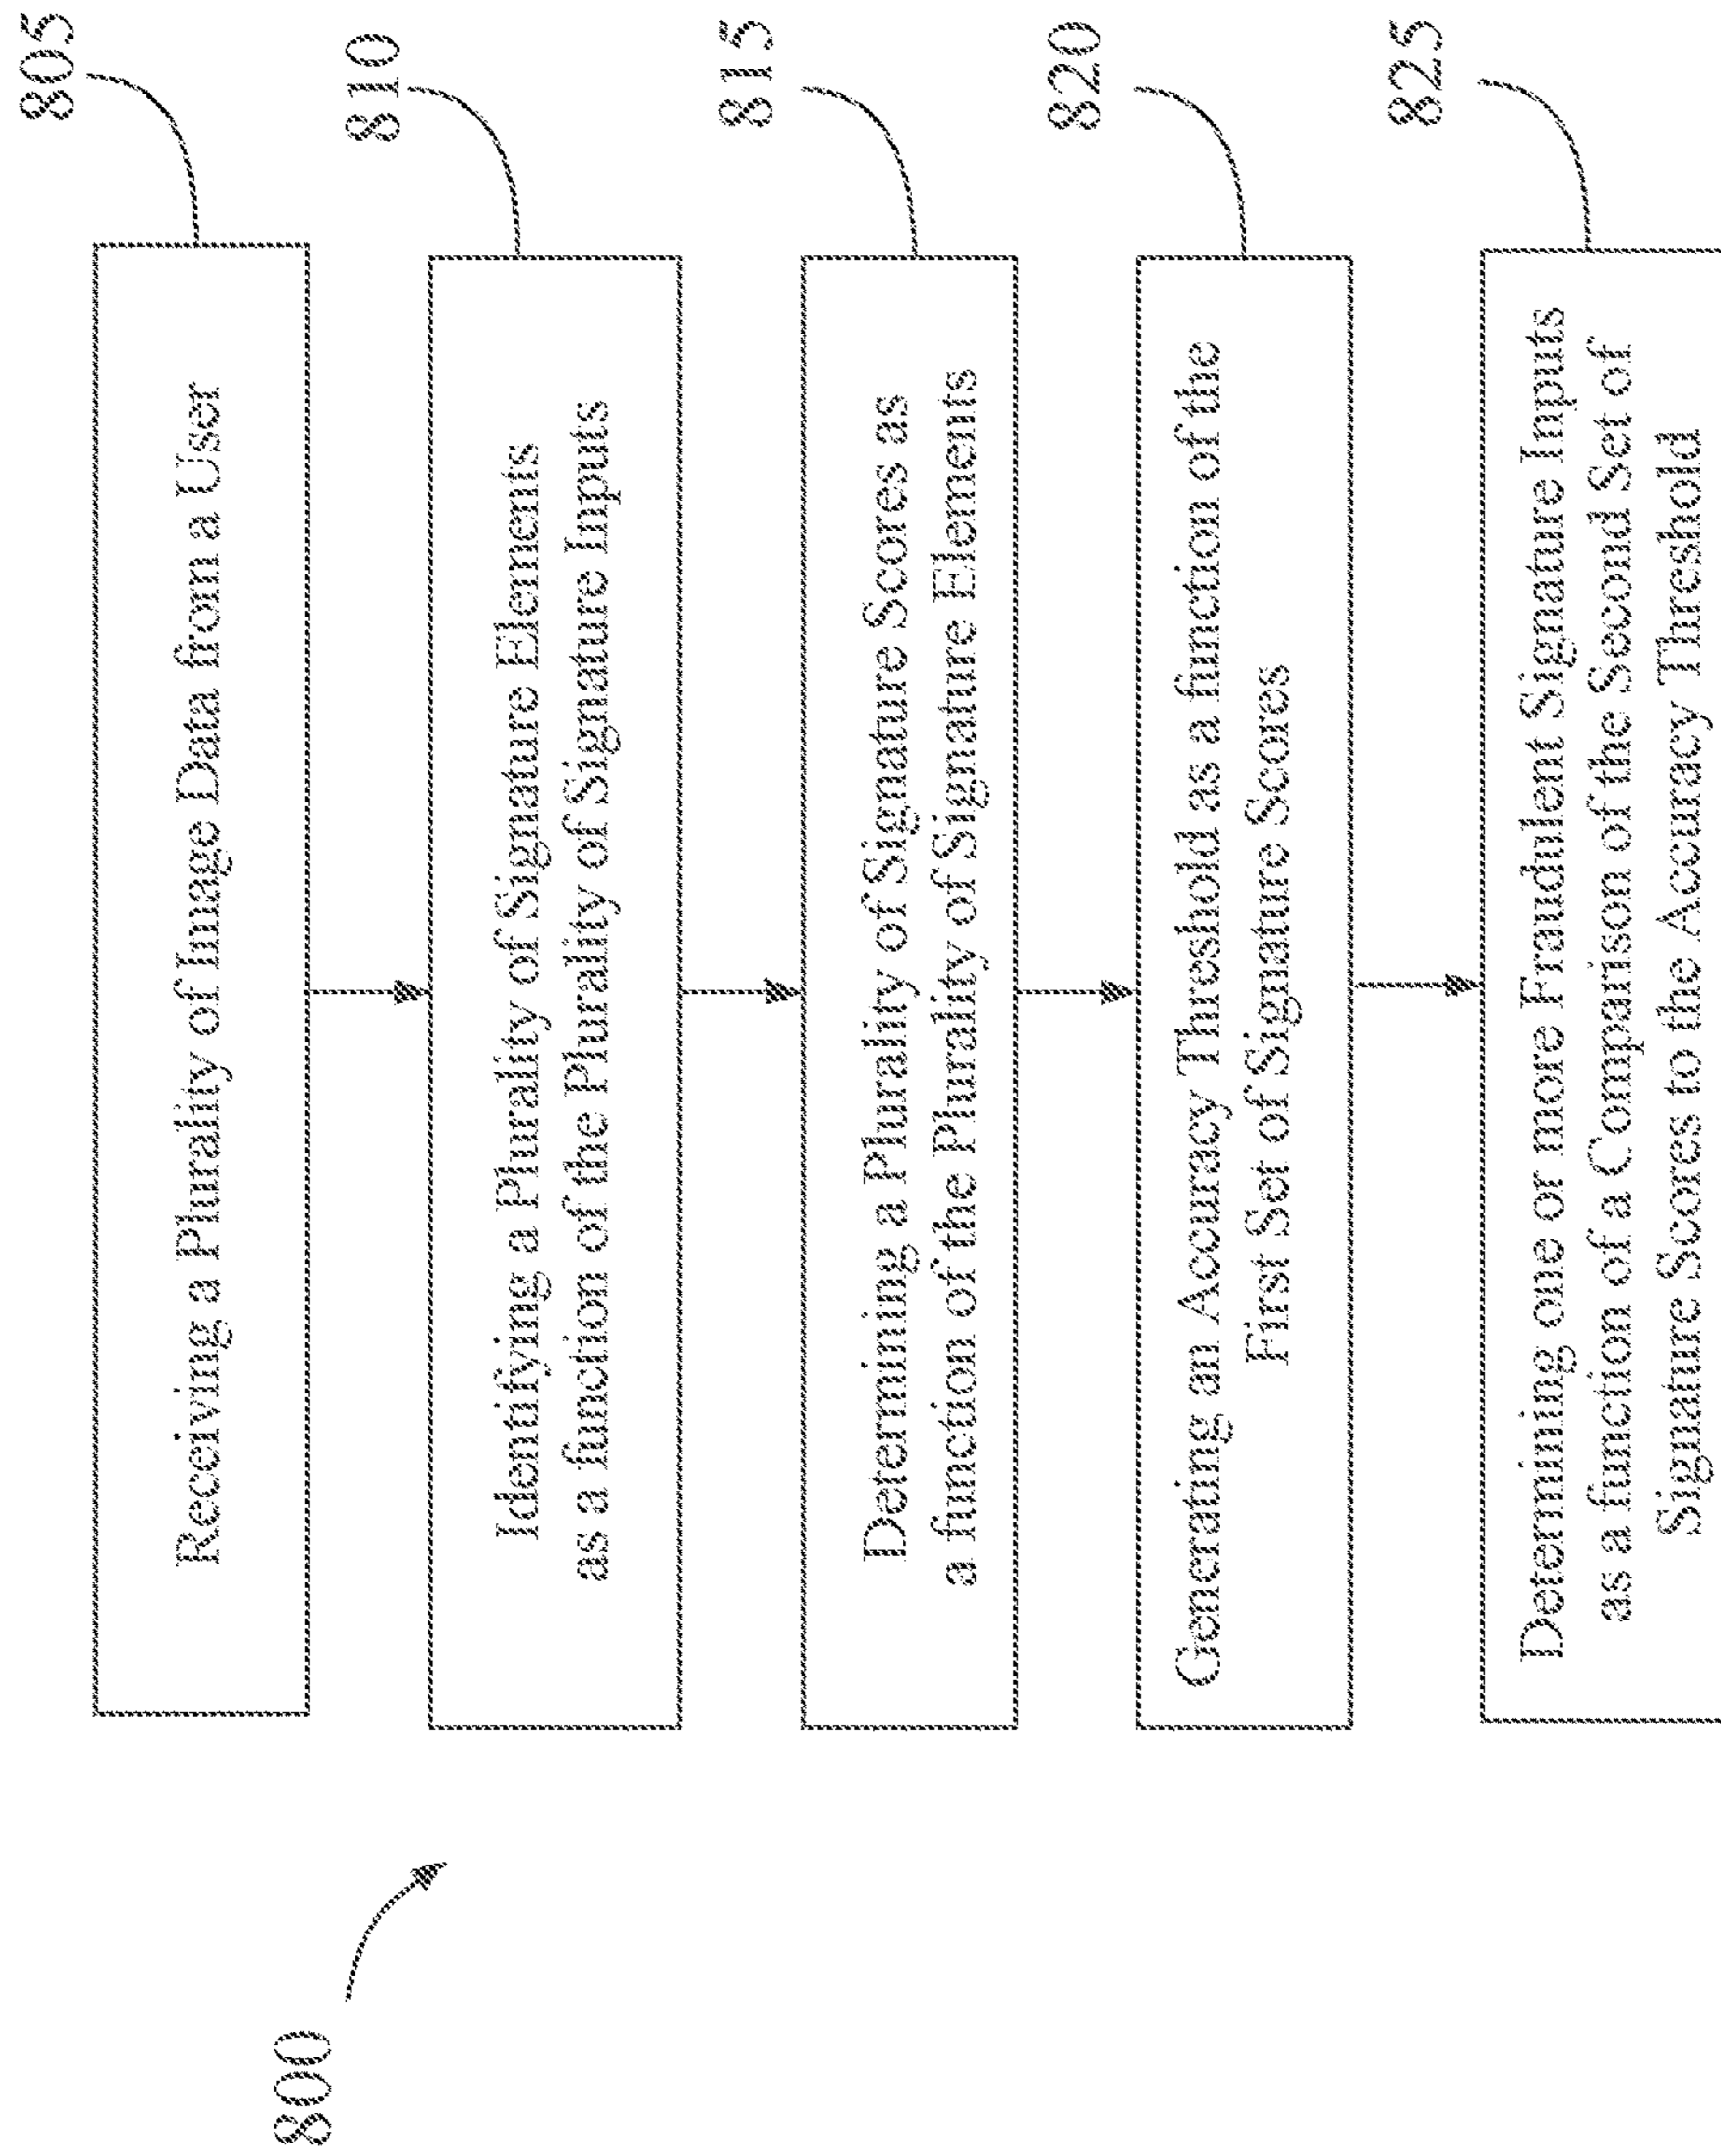 805
Receiving a Plurality of Image Data from a User
810
Identifying a Plurality of Signature Elements
as a function of the Plurality of Signature Inputs
815
Determining a Plurality of Signature Scores as
a function of the Plurality of Signature Elements
820
Generating an Accuracy Threshold as a function of the
First Set of Signature Scores
825
Determining one or more Fraudulent Signature Inputs
as a function of a Comparison of the Second Set of
Signature Scores to the Accuracy Threshold
800